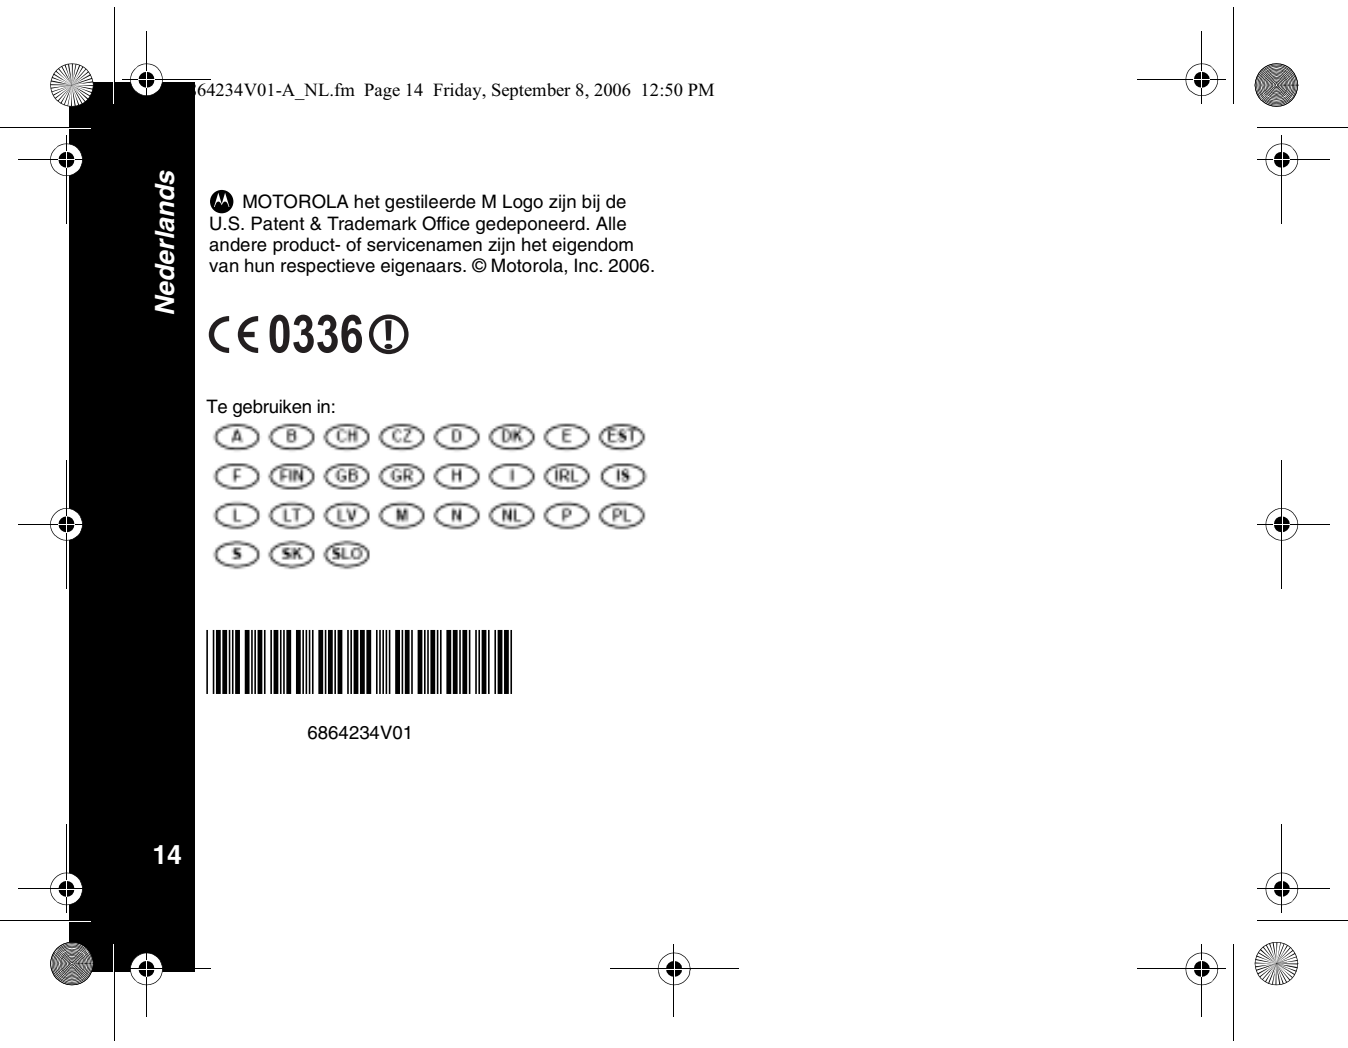 64234V01-A_NL.fm Page 14 Friday, September 8, 2006 12:50 PM
Nederlands
MOTOROLA het gestileerde M Logo zijn bij de
U.S. Patent & Trademark Office gedeponeerd. Alle
andere product- of servicenamen zijn het eigendom
van hun respectieve eigenaars. © Motorola, Inc. 2006.
CE 0336 !
Te gebruiken in:
A B CH CZ D DK E EST
F FIN GB GR H I IRL IS
L LT LV M N NL P PL
S SK SLO
6864234V01
14